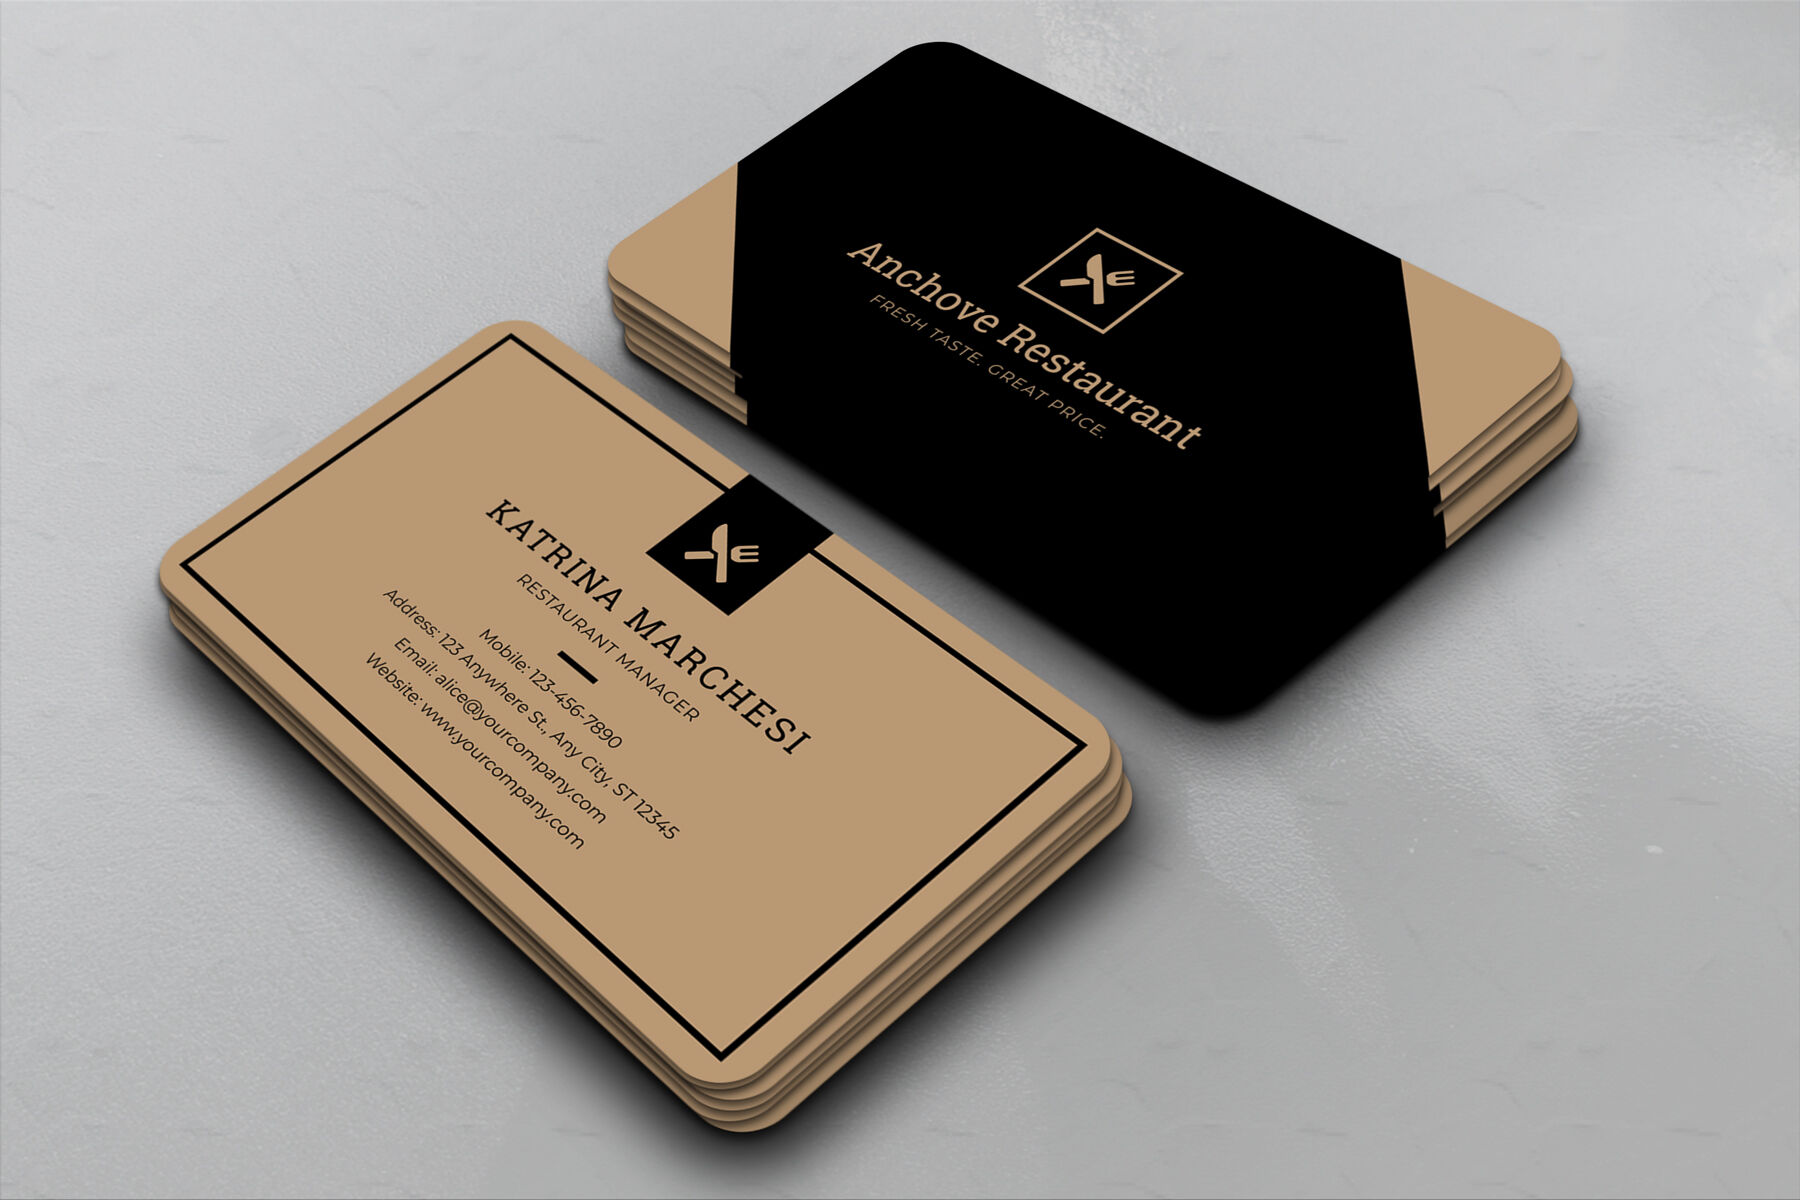 Anchove Restaurant
FRESH TASTE. GREAT PRICE.
KATRINA MARCHESI
RESTAURANT MANAGER
Mobile: 123-456-7890
Address: 123 Anywhere St., Any City, ST 12345
Email: alice@yourcompany.com
Website: www.yourcompany.com